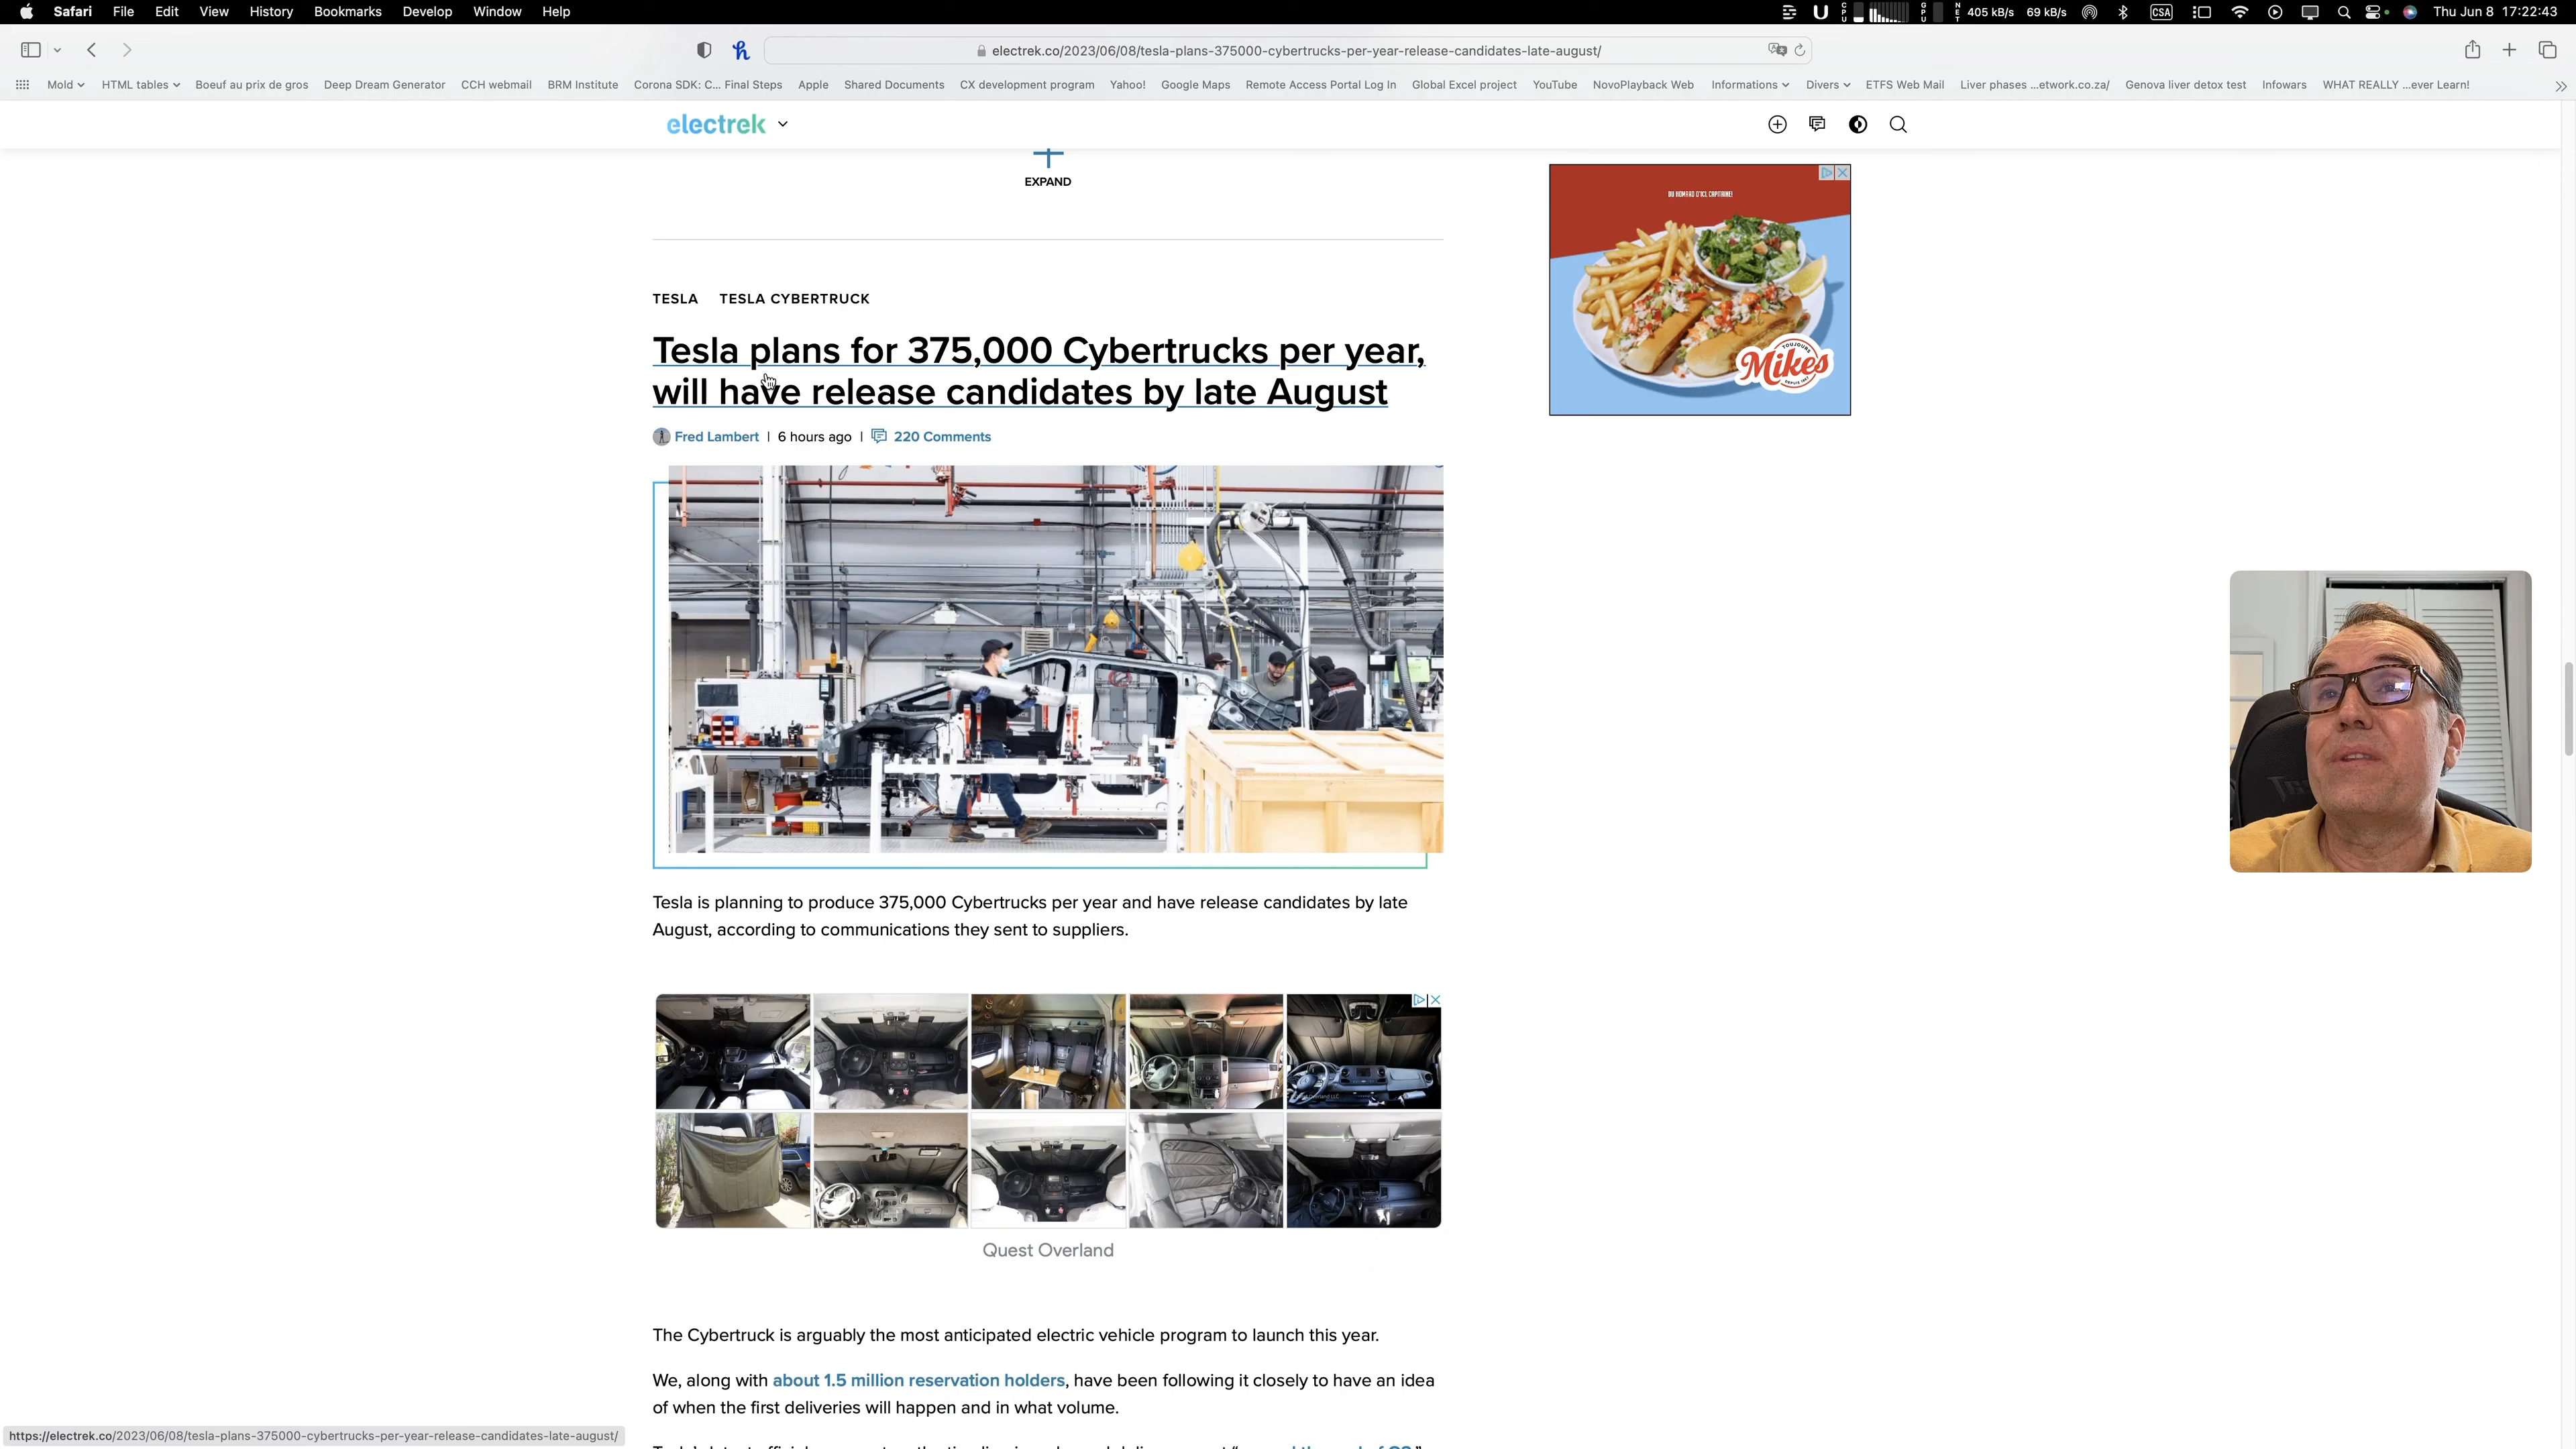 Safari File Edit View History Bookmarks Develop Window Help
CPU GPU NET 405 kB/s 69 kB/s CSA Thu Jun 8 17:22:43
electrek.co/2023/06/08/tesla-plans-375000-cybertrucks-per-year-release-candidates-late-august/
Mold HTML tables Boeuf au prix de gros Deep Dream Generator CCH webmail BRM Institute Corona SDK: C... Final Steps Apple Shared Documents CX development program Yahoo! Google Maps Remote Access Portal Log In Global Excel project YouTube NovoPlayback Web Informations Divers ETFS Web Mail Liver phases ...etwork.co.za/ Genova liver detox test Infowars WHAT REALLY ...ever Learn!
electrek
EXPAND
TOUJOURS
Mikes
TESLA TESLA CYBERTRUCK
Tesla plans for 375,000 Cybertrucks per year,
will have release candidates by late August
Fred Lambert | 6 hours ago | 220 Comments
Tesla is planning to produce 375,000 Cybertrucks per year and have release candidates by late
August, according to communications they sent to suppliers.
Quest Overland
The Cybertruck is arguably the most anticipated electric vehicle program to launch this year.
We, along with about 1.5 million reservation holders, have been following it closely to have an idea
of when the first deliveries will happen and in what volume.
https://electrek.co/2023/06/08/tesla-plans-375000-cybertrucks-per-year-release-candidates-late-august/